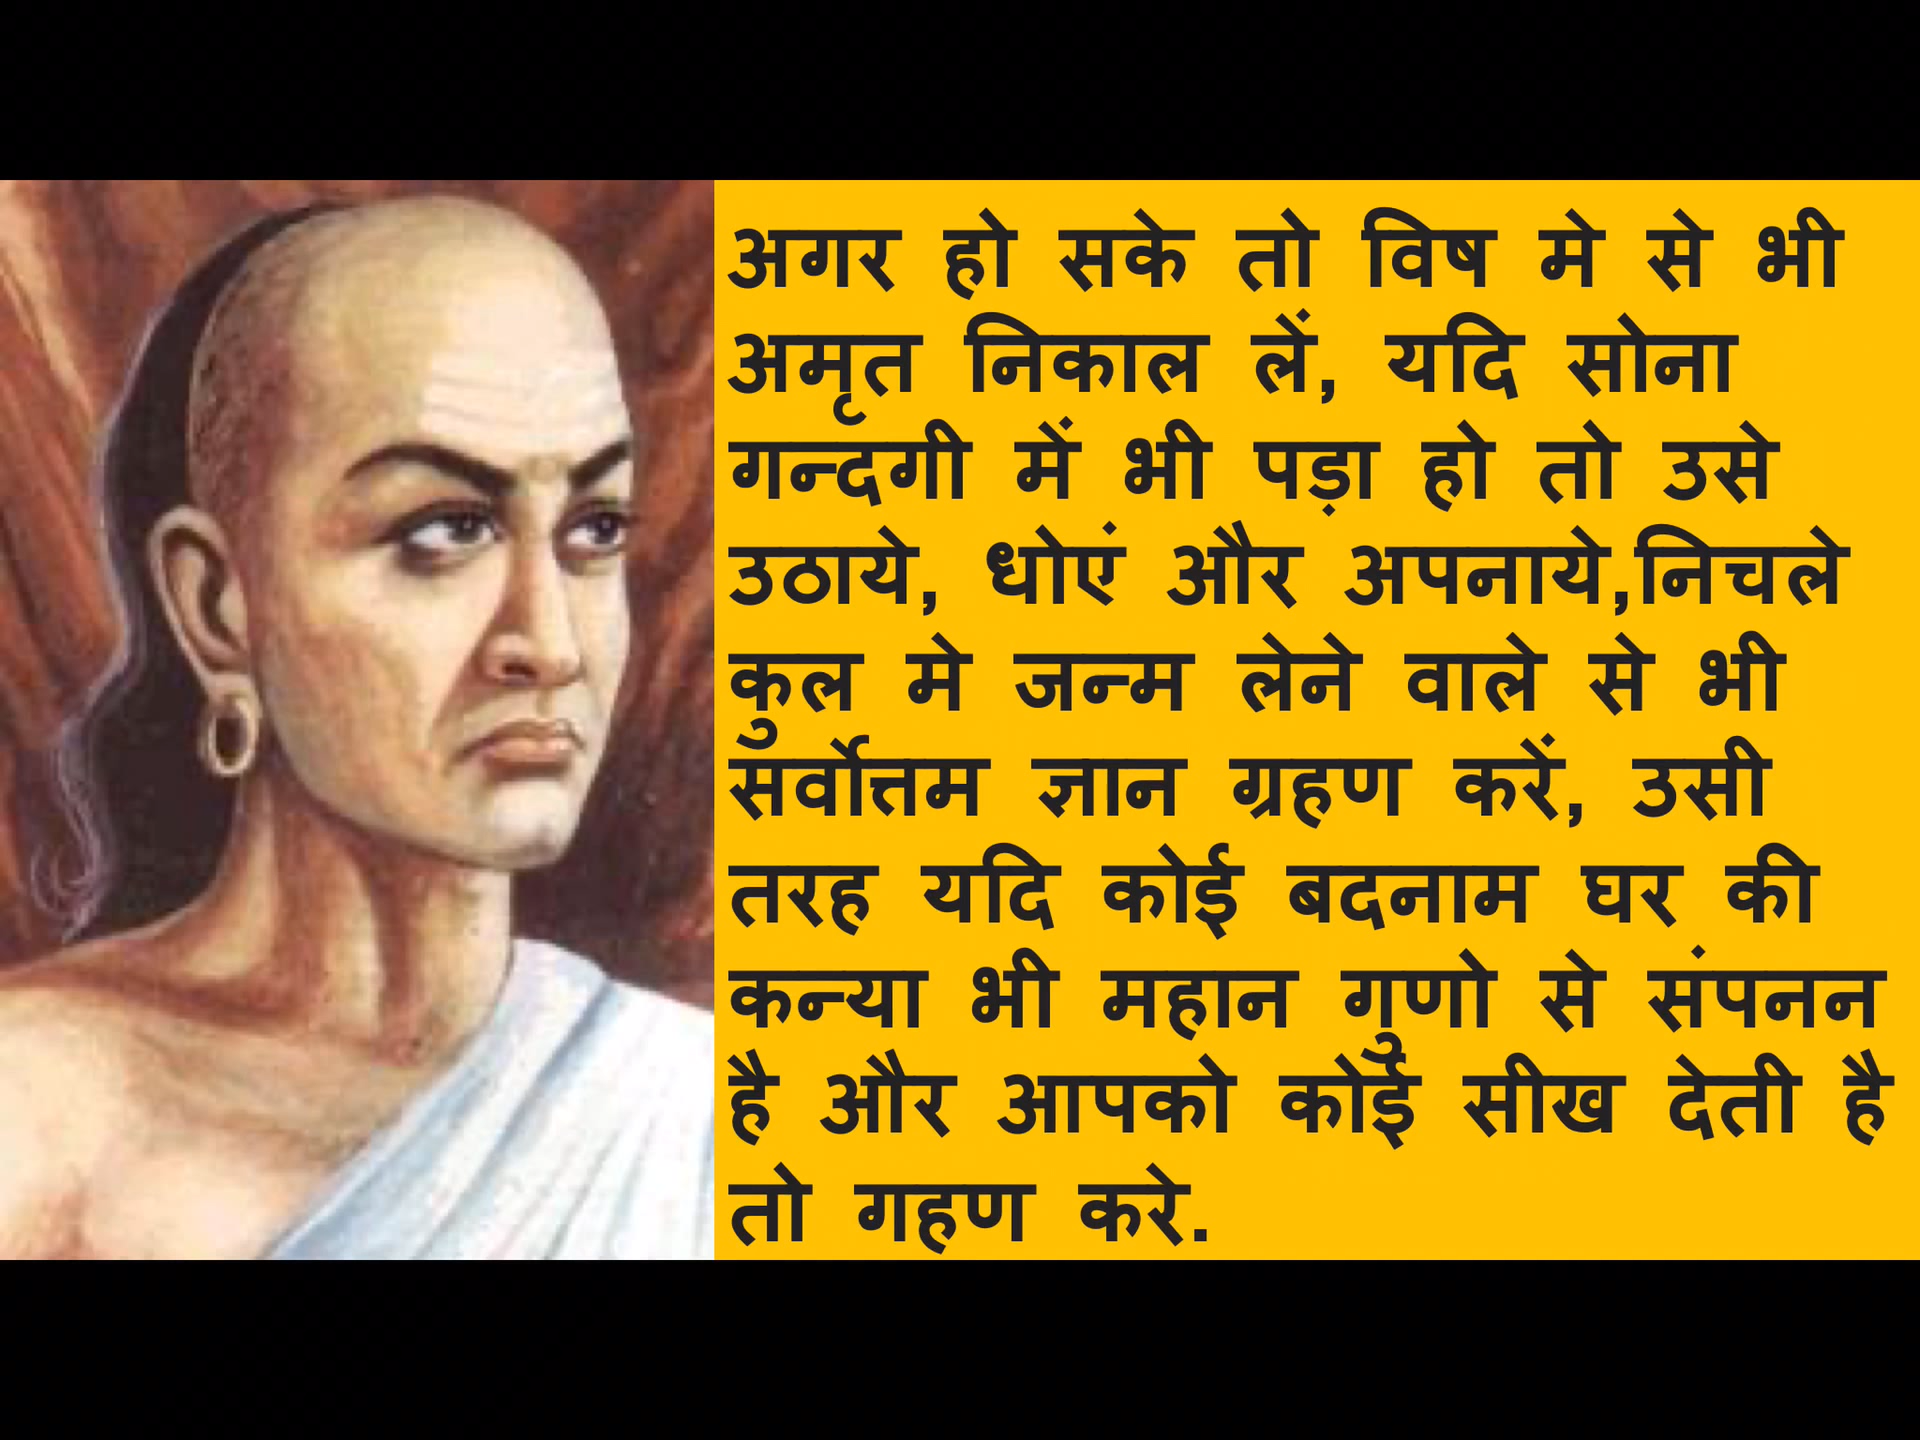 अगर हो सके तो विष मे से भी
अमृत निकाल लें, यदि सोना
गन्दगी में भी पड़ा हो तो उसे
उठाये, धोएं और अपनाये,निचले
कुल मे जन्म लेने वाले से भी
सर्वोत्तम ज्ञान ग्रहण करें, उसी
तरह यदि कोई बदनाम घर की
कन्या भी महान गुणो से संपनन
है और आपको कोई सीख देती है
तो गहण करे.